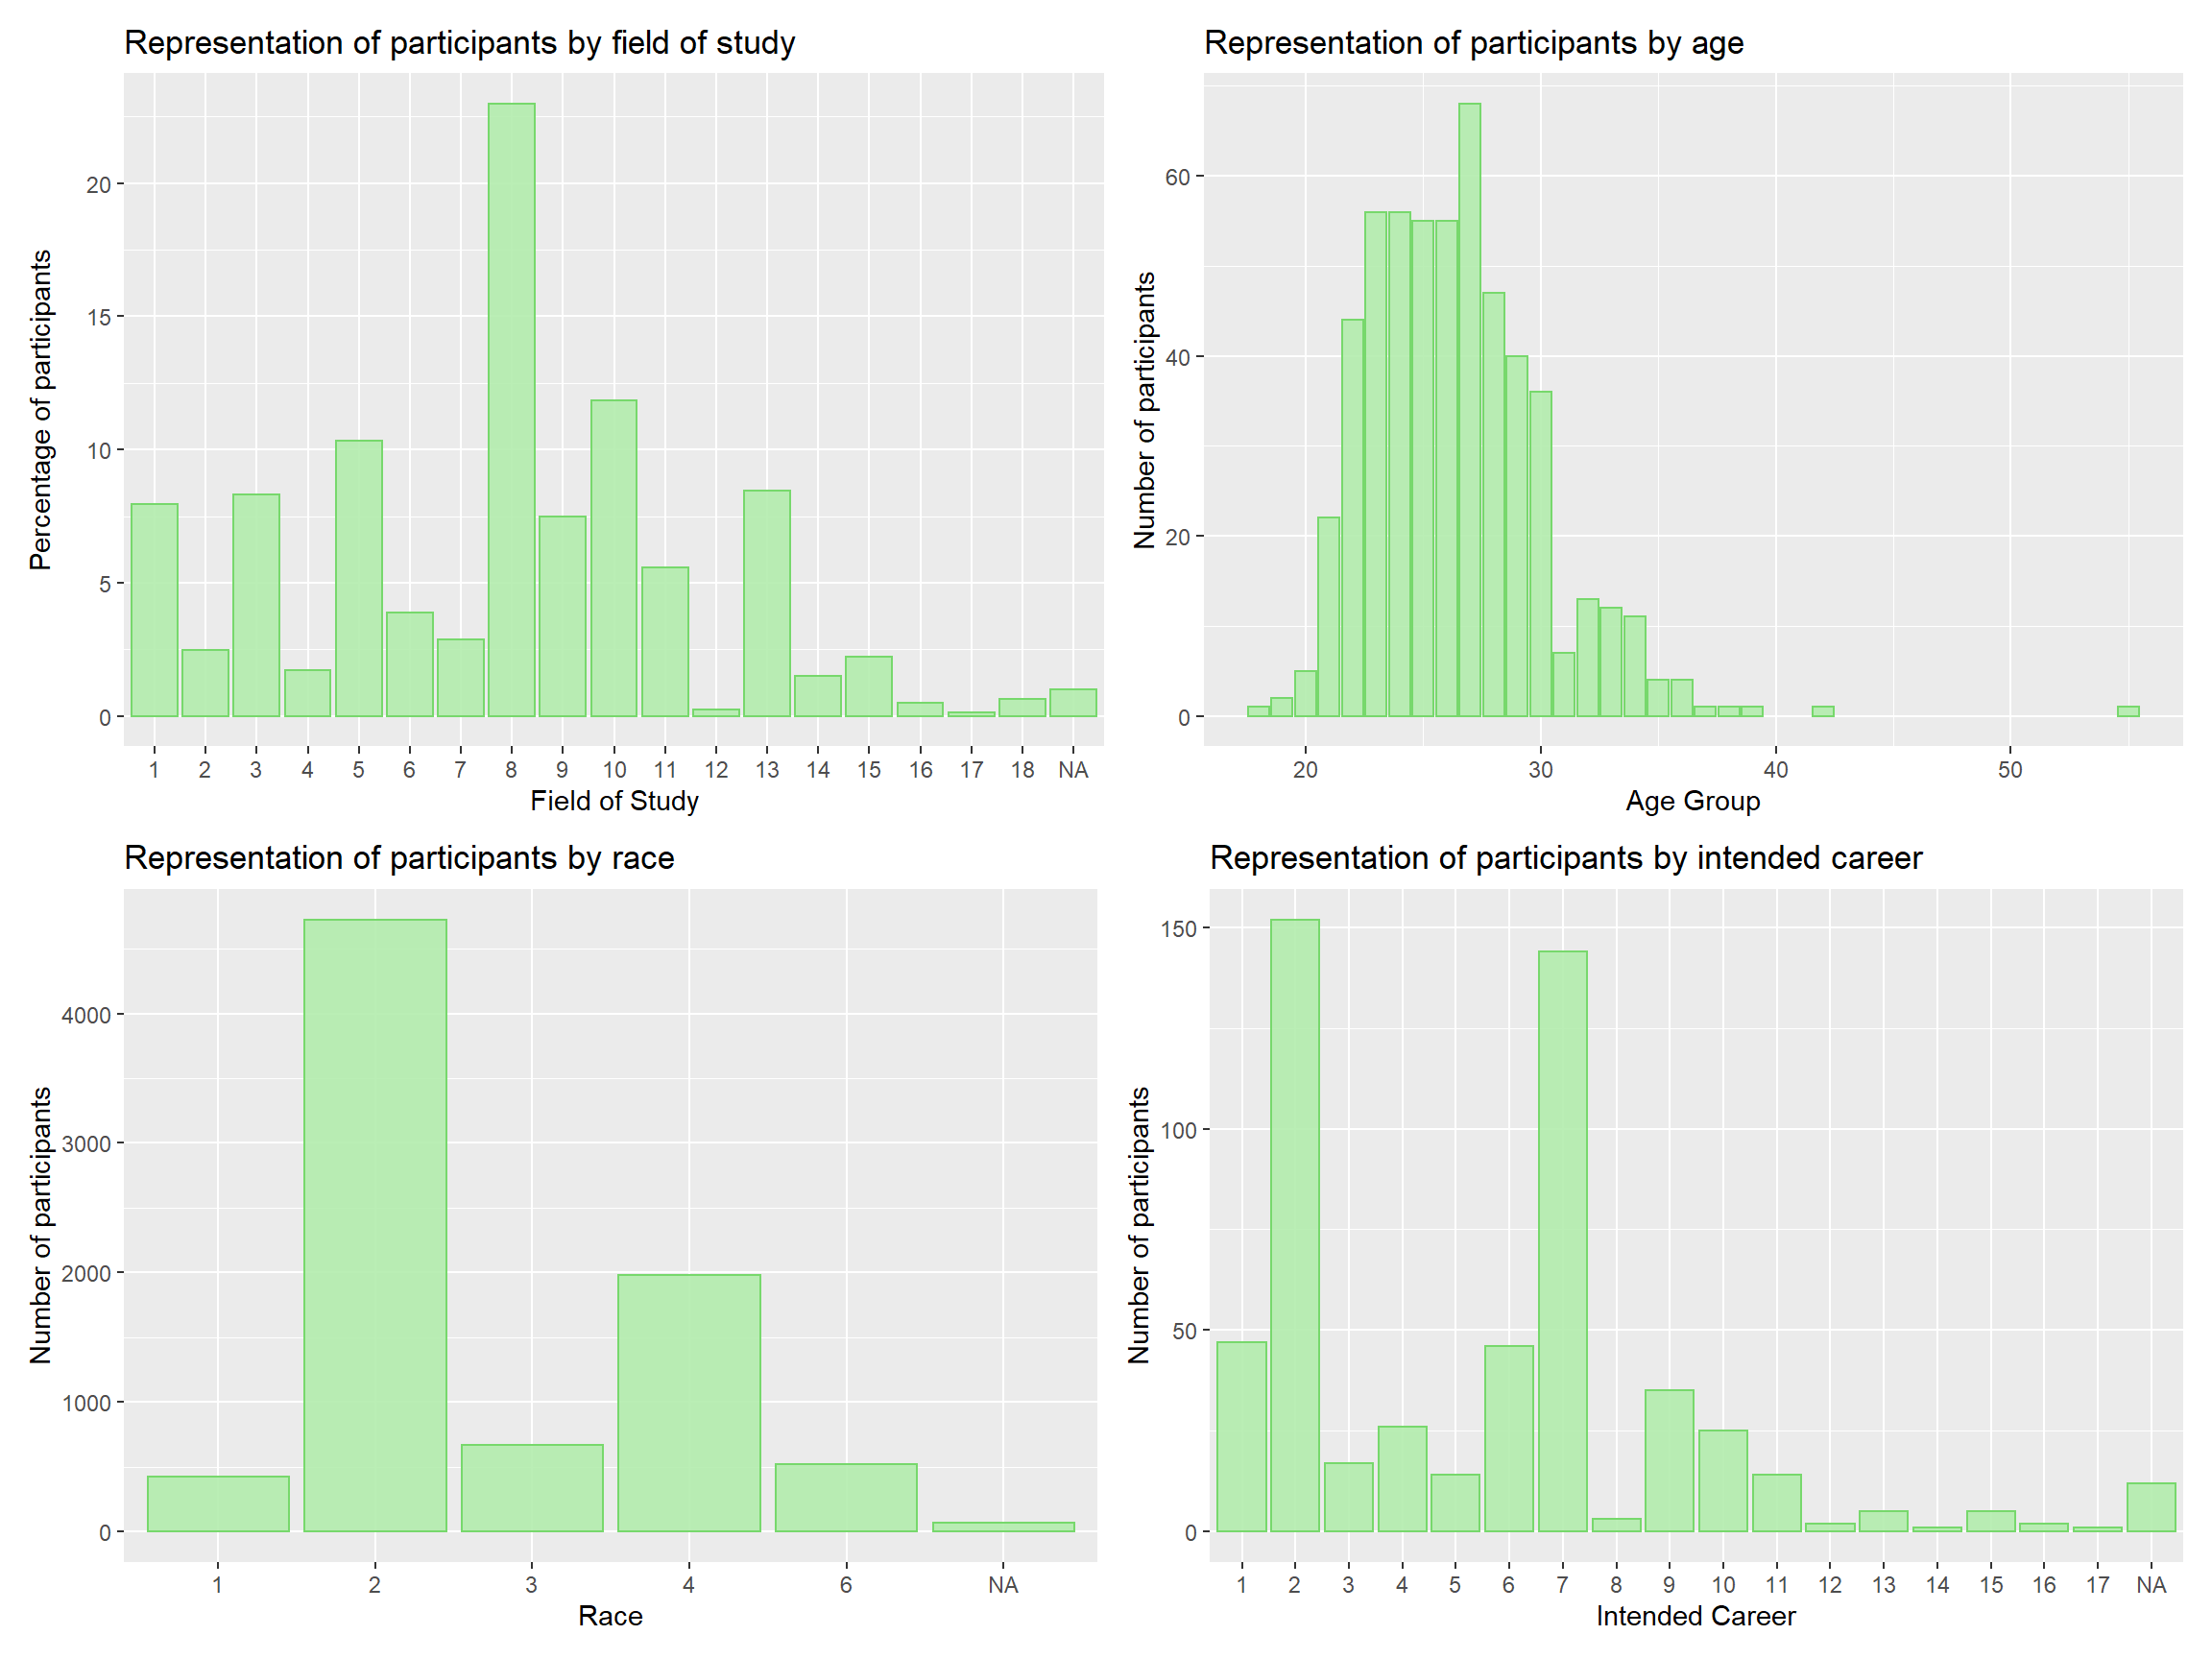 Representation of participants by field of study
Percentage of participants
20
15
10
5
0
1 2 3 4 5 6 7 8 9 10 11 12 13 14 15 16 17 18 NA
Field of Study
Representation of participants by age
Number of participants
60
40
20
0
20 30 40 50
Age Group
Representation of participants by race
Number of participants
4000
3000
2000
1000
0
1 2 3 4 6 NA
Race
Representation of participants by intended career
Number of participants
150
100
50
0
1 2 3 4 5 6 7 8 9 10 11 12 13 14 15 16 17 NA
Intended Career